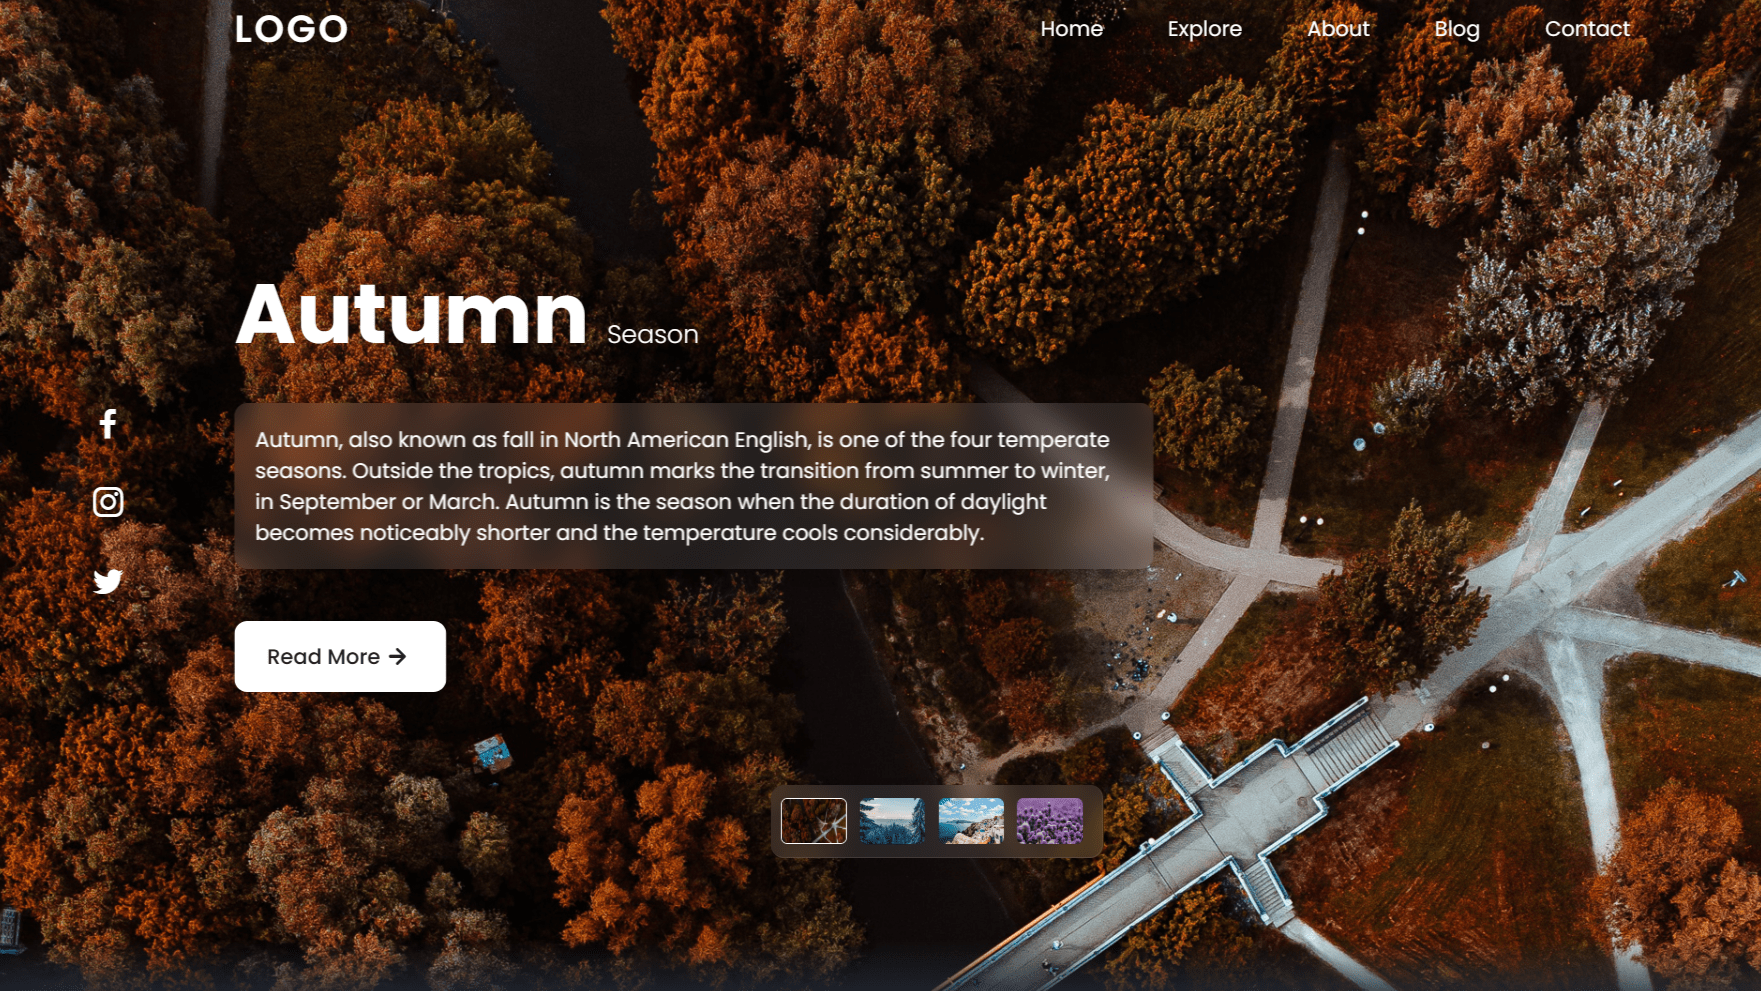 LOGO
Home Explore About Blog Contact
Autumn Season
Autumn, also known as fall in North American English, is one of the four temperate
seasons. Outside the tropics, autumn marks the transition from summer to winter,
in September or March. Autumn is the season when the duration of daylight
becomes noticeably shorter and the temperature cools considerably.
Read More